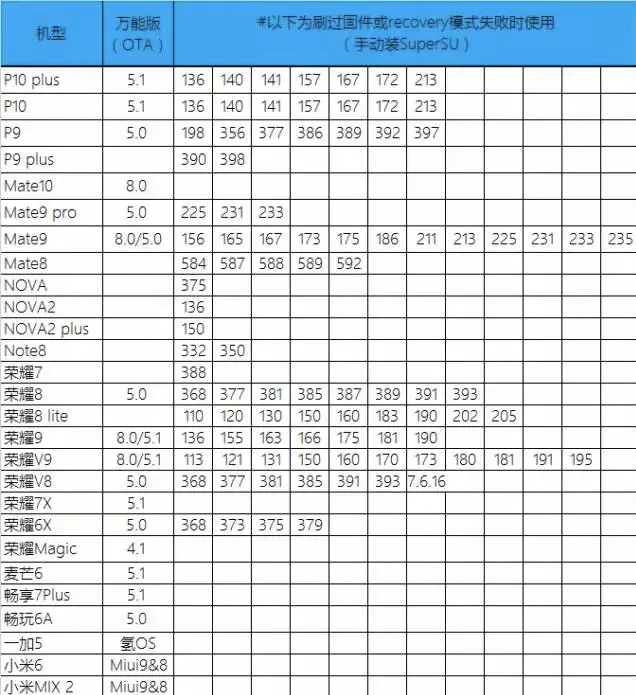 机型 万能版（OTA） #以下为刷过固件或recovery模式失败时使用（手动装SuperSU）
P10 plus 5.1 136 140 141 157 167 172 213
P10 5.1 136 140 141 157 167 172 213
P9 5.0 198 356 377 386 389 392 397
P9 plus 390 398
Mate10 8.0
Mate9 pro 5.0 225 231 233
Mate9 8.0/5.0 156 165 167 173 175 186 211 213 225 231 233 235
Mate8 584 587 588 589 592
NOVA 375
NOVA2 136
NOVA2 plus 150
Note8 332 350
荣耀7 388
荣耀8 5.0 368 377 381 385 387 389 391 393
荣耀8 lite 110 120 130 150 160 183 190 202 205
荣耀9 8.0/5.1 136 155 163 166 175 181 190
荣耀V9 8.0/5.1 113 121 131 150 160 170 173 180 181 191 195
荣耀V8 5.0 368 377 381 385 391 393 7.6.16
荣耀7X 5.1
荣耀6X 5.0 368 373 375 379
荣耀Magic 4.1
麦芒6 5.1
畅享7Plus 5.1
畅玩6A 5.0
一加5 氢OS
小米6 Miui9&8
小米MIX 2 Miui9&8